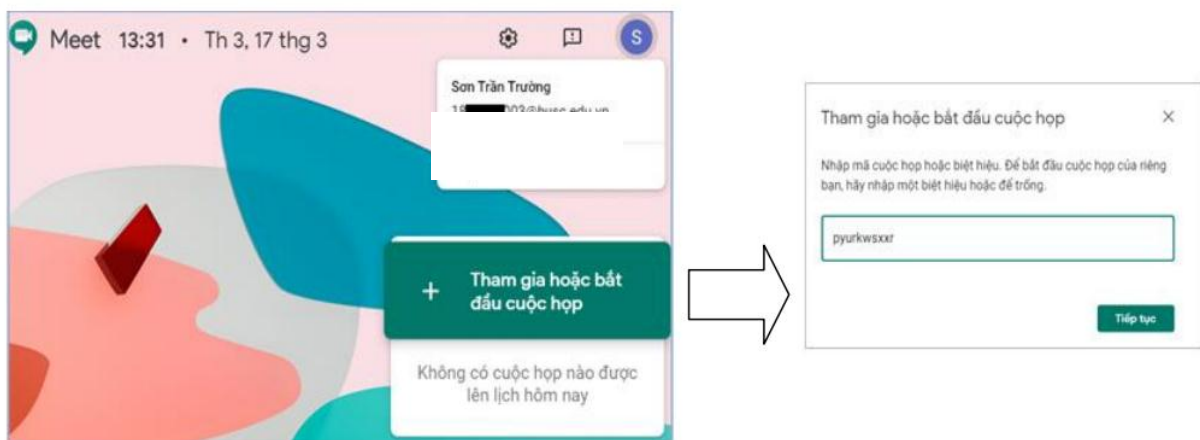 Meet 13:31 • Th 3, 17 thg 3
S
Sơn Trần Trường
003@husc.edu.vn
+ Tham gia hoặc bắt
đầu cuộc họp
Không có cuộc họp nào được
lên lịch hôm nay
Tham gia hoặc bắt đầu cuộc họp
Nhập mã cuộc họp hoặc biệt hiệu. Để bắt đầu cuộc họp của riêng
bạn, hãy nhập một biệt hiệu hoặc để trống.
pyurkwsxxr
Tiếp tục